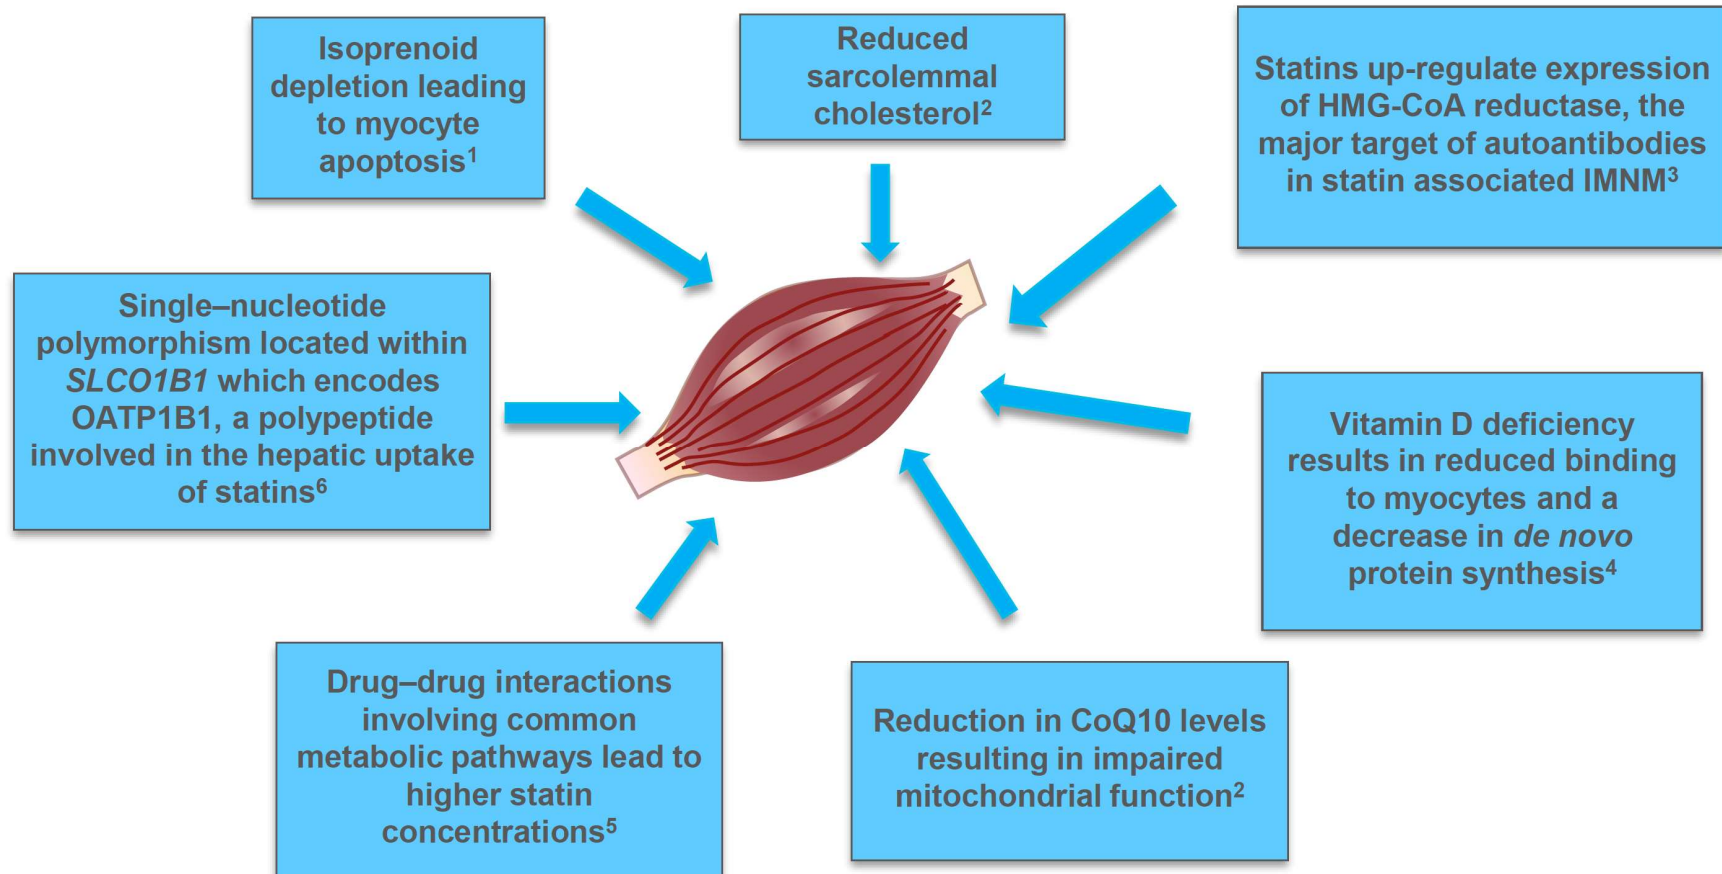 Isoprenoid
depletion leading
to myocyte
apoptosis¹
Reduced
sarcolemmal
cholesterol²
Statins up-regulate expression
of HMG-CoA reductase, the
major target of autoantibodies
in statin associated IMNM³
Single–nucleotide
polymorphism located within
SLCO1B1 which encodes
OATP1B1, a polypeptide
involved in the hepatic uptake
of statins⁶
Vitamin D deficiency
results in reduced binding
to myocytes and a
decrease in de novo
protein synthesis⁴
Drug–drug interactions
involving common
metabolic pathways lead to
higher statin
concentrations⁵
Reduction in CoQ10 levels
resulting in impaired
mitochondrial function²